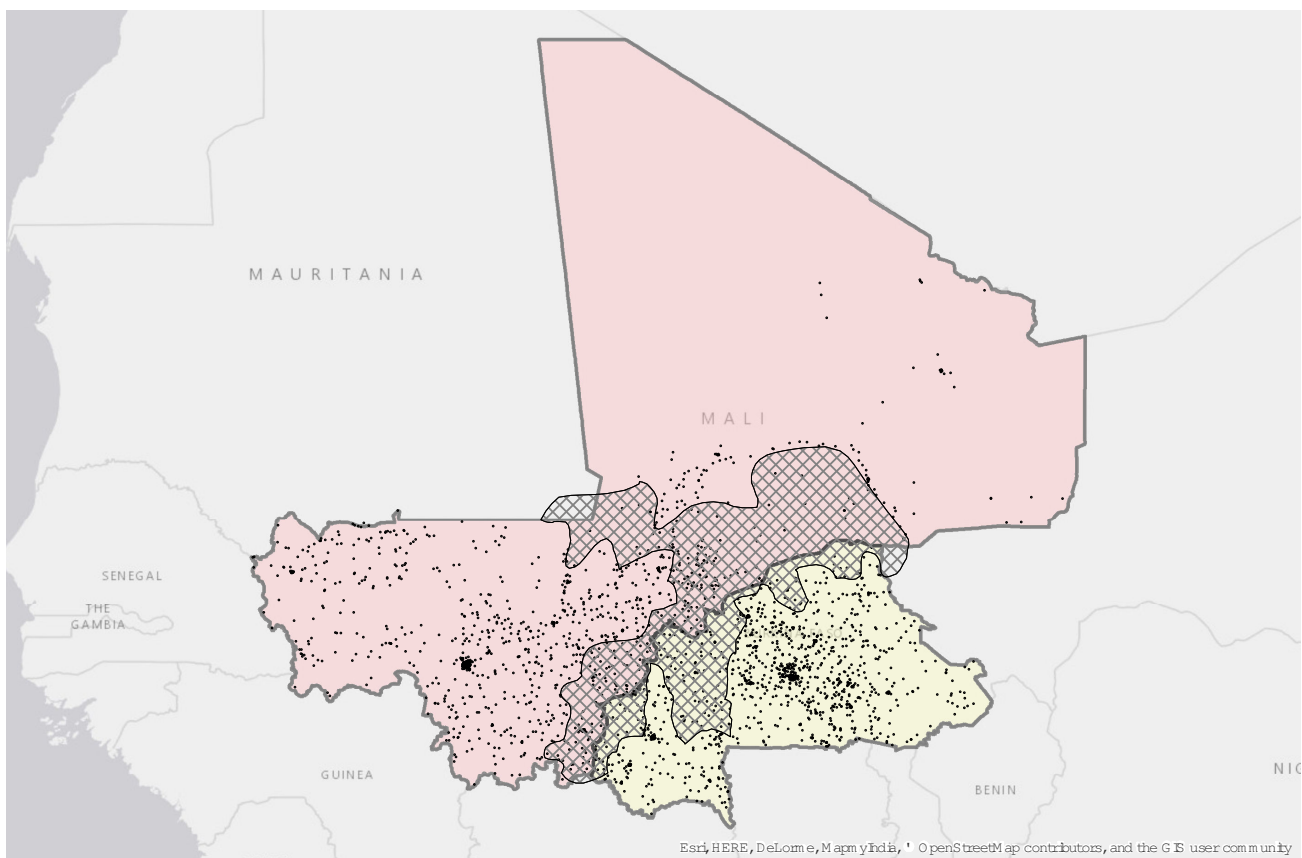 MAURITANIA
MALI
SENEGAL
THE
GAMBIA
GUINEA
BENIN
NIG
Esri, HERE, DeLorme, MapmyIndia, ' OpenStreetMap contributors, and the GIS user community